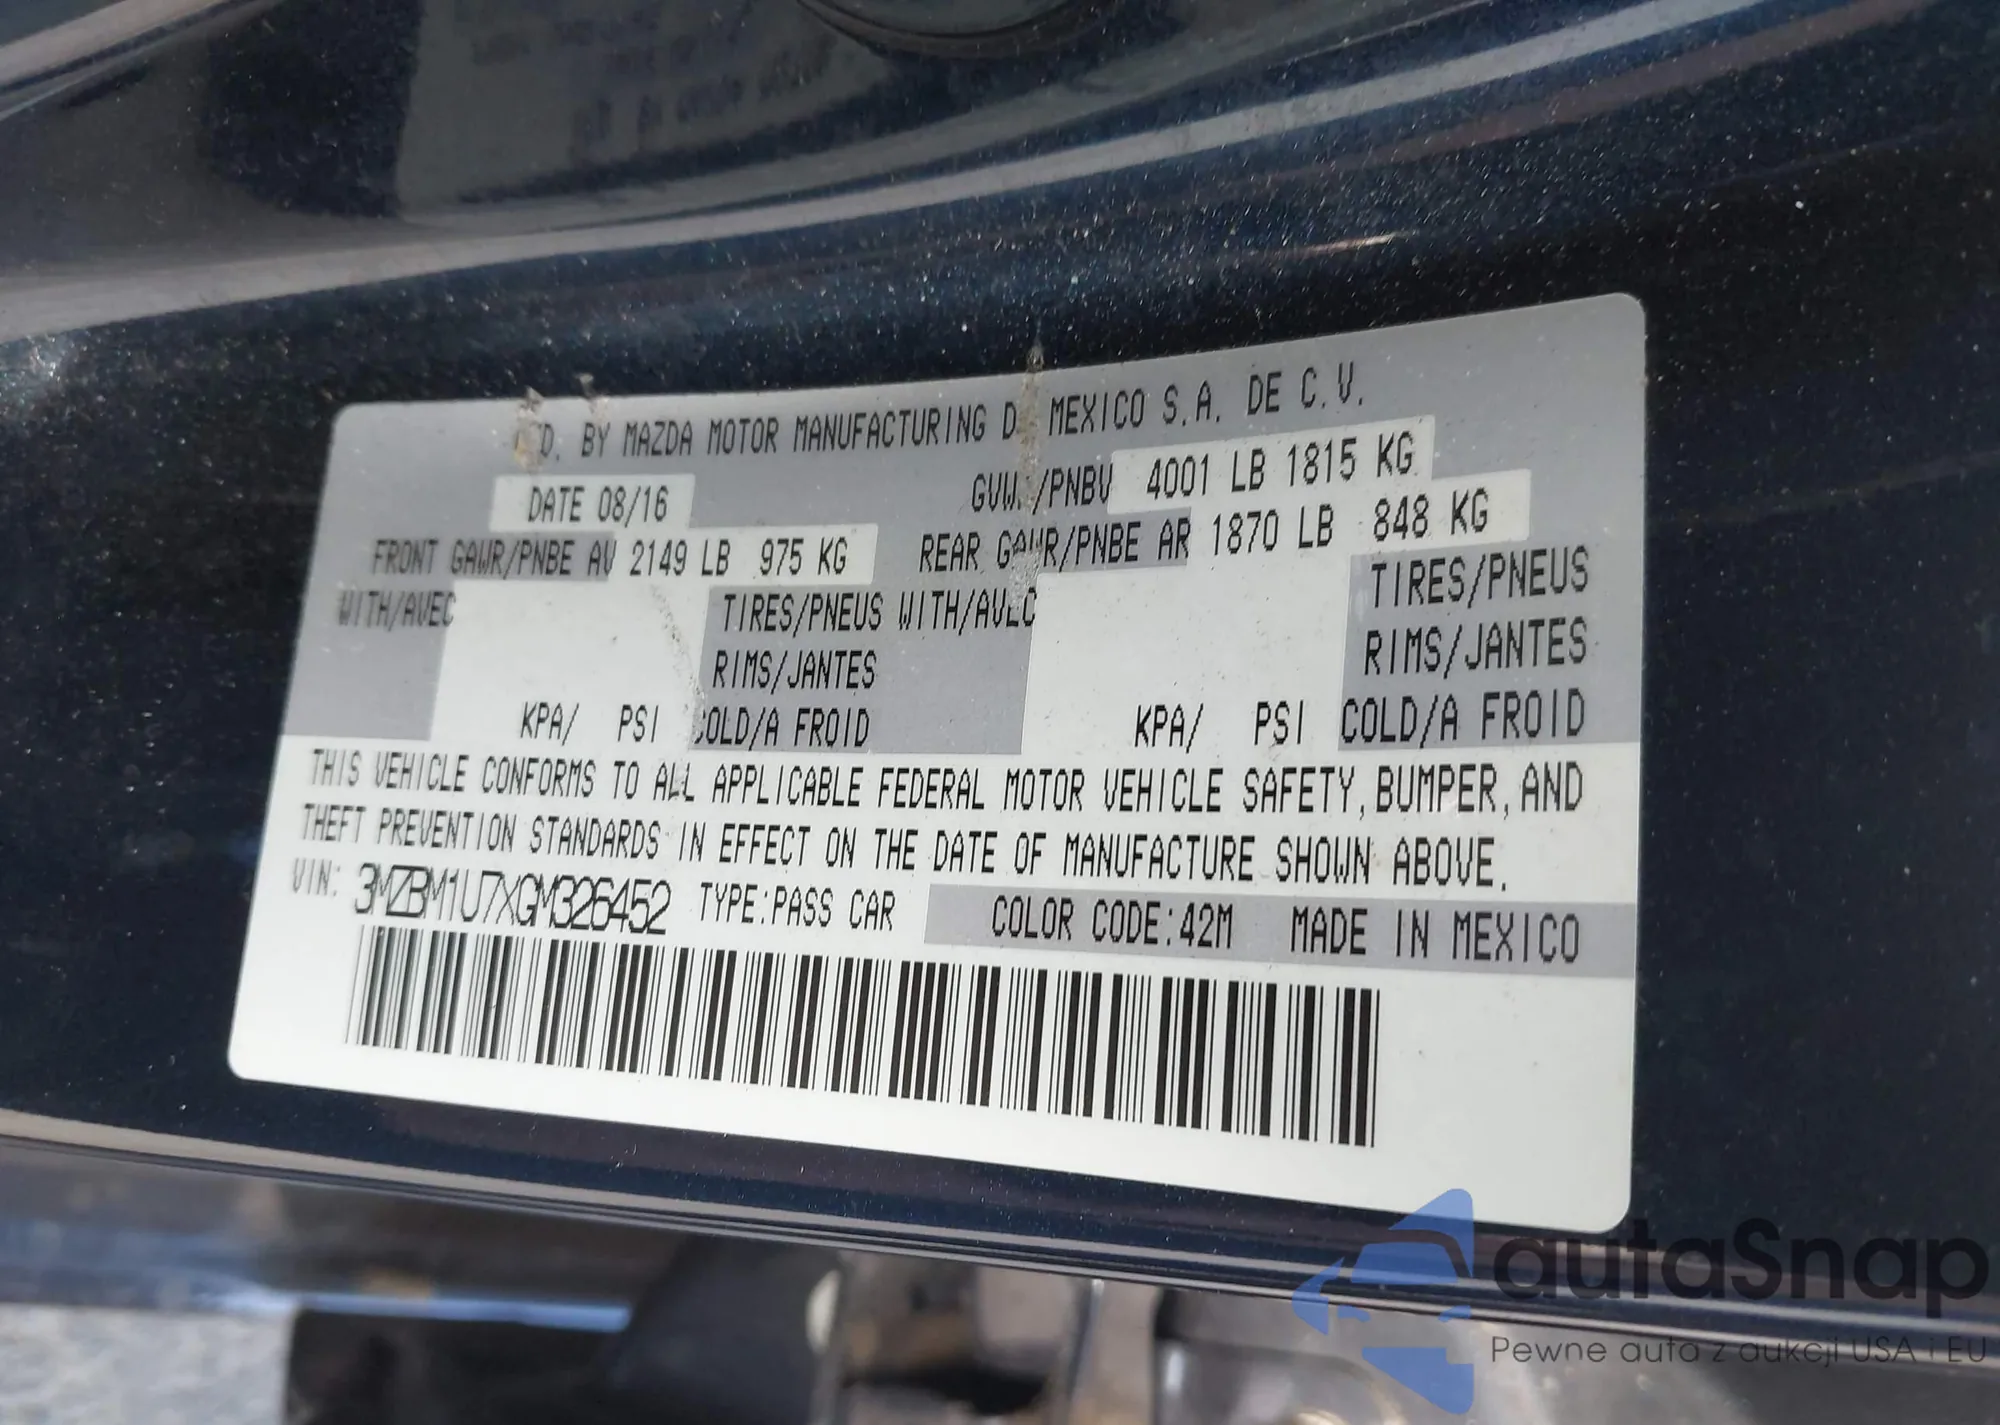 MFD. BY MAZDA MOTOR MANUFACTURING DE MEXICO S.A. DE C.V.
DATE 08/16 GVW./PNBV 4001 LB 1815 KG
FRONT GAWR/PNBE AV 2149 LB 975 KG REAR GAWR/PNBE AR 1870 LB 848 KG
WITH/AVEC TIRES/PNEUS WITH/AVEC TIRES/PNEUS
RIMS/JANTES RIMS/JANTES
KPA/ PSI COLD/A FROID KPA/ PSI COLD/A FROID
THIS VEHICLE CONFORMS TO ALL APPLICABLE FEDERAL MOTOR VEHICLE SAFETY, BUMPER, AND
THEFT PREVENTION STANDARDS IN EFFECT ON THE DATE OF MANUFACTURE SHOWN ABOVE.
VIN: 3MZBM1U7XGM326452 TYPE:PASS CAR COLOR CODE:42M MADE IN MEXICO
autaSnap
Pewne auta z aukcji USA i EU